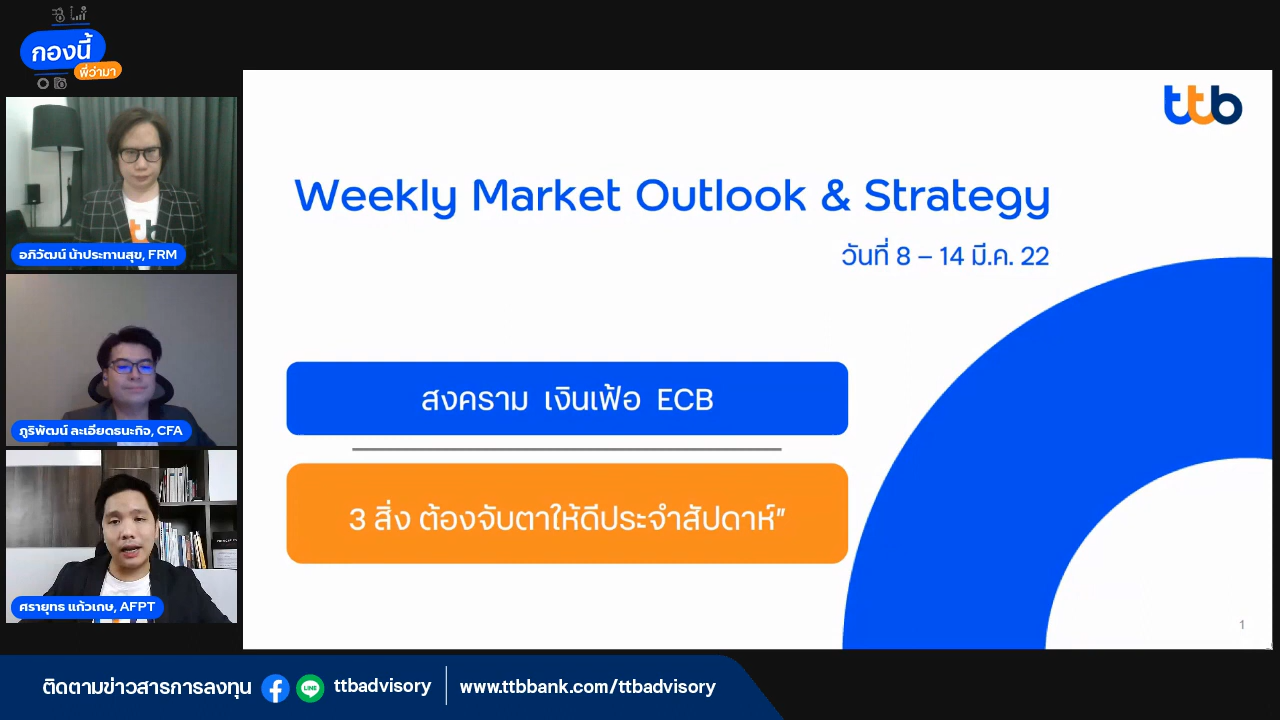 กองนี้
พี่ว่ามา
ttb
Weekly Market Outlook & Strategy
วันที่ 8 – 14 มี.ค. 22
สงคราม เงินเฟ้อ ECB
3 สิ่ง ต้องจับตาให้ดีประจำสัปดาห์”
1
ttb
อภิวัฒน์ น้าประทานสุข, FRM
ภูริพัฒน์ ละเอียดธนะกิจ, CFA
ศรายุทธ แก้วเกษ, AFPT
ติดตามข่าวสารการลงทุน LINE ttbadvisory www.ttbbank.com/ttbadvisory